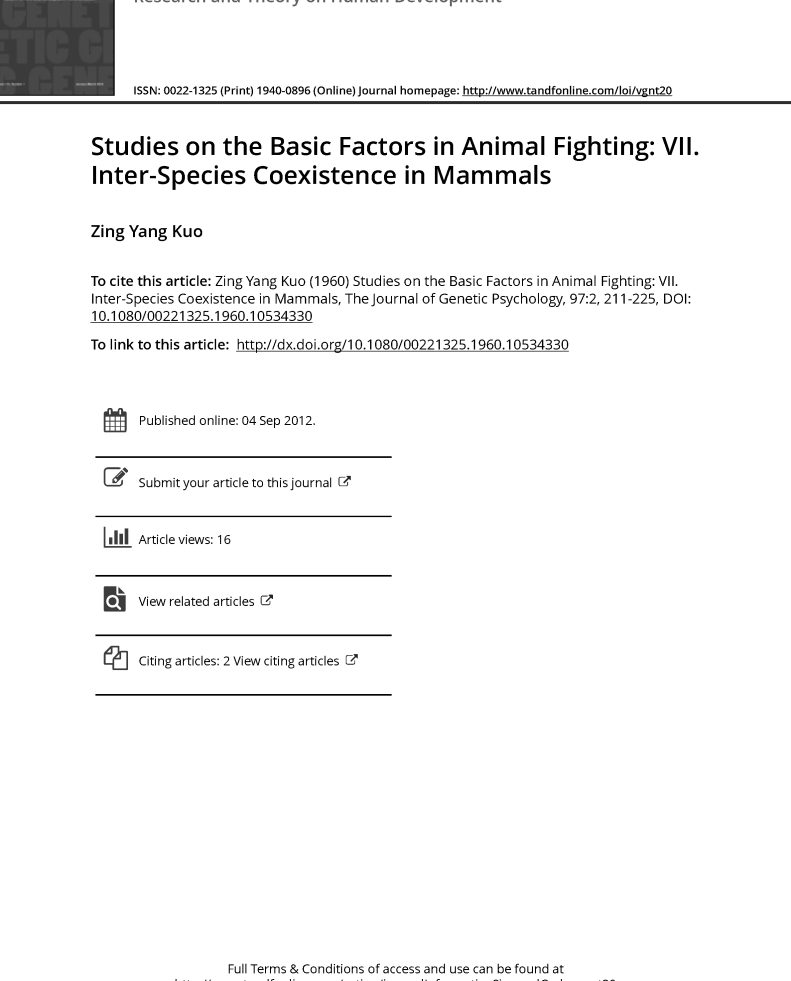 Research and Theory on Human Development
ISSN: 0022-1325 (Print) 1940-0896 (Online) Journal homepage: http://www.tandfonline.com/loi/vgnt20
Studies on the Basic Factors in Animal Fighting: VII.
Inter-Species Coexistence in Mammals
Zing Yang Kuo
To cite this article: Zing Yang Kuo (1960) Studies on the Basic Factors in Animal Fighting: VII.
Inter-Species Coexistence in Mammals, The Journal of Genetic Psychology, 97:2, 211-225, DOI:
10.1080/00221325.1960.10534330
To link to this article: http://dx.doi.org/10.1080/00221325.1960.10534330
Published online: 04 Sep 2012.
Submit your article to this journal
Article views: 16
View related articles
Citing articles: 2 View citing articles
Full Terms & Conditions of access and use can be found at